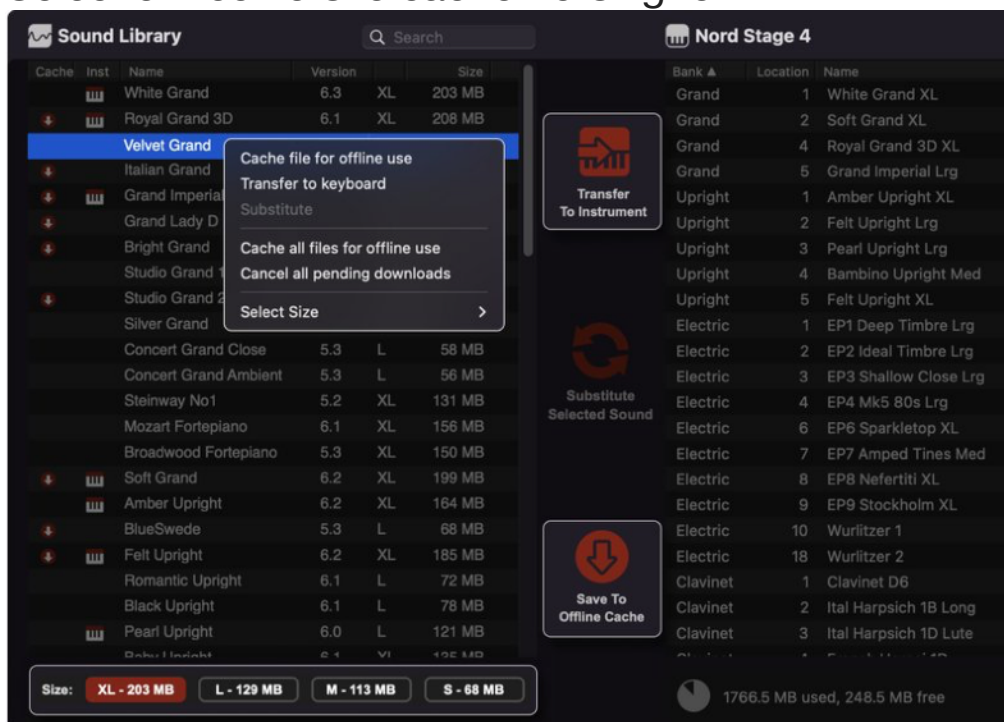 Sound Library
Search
Nord Stage 4
Cache Inst Name Version Size
White Grand 6.3 XL 203 MB
Royal Grand 3D 6.1 XL 208 MB
Velvet Grand
Italian Grand
Grand Imperial
Grand Lady D
Bright Grand
Studio Grand 1
Studio Grand 2
Silver Grand
Concert Grand Close 5.3 L 58 MB
Concert Grand Ambient 5.3 L 56 MB
Steinway No1 5.2 XL 131 MB
Mozart Fortepiano 6.1 XL 156 MB
Broadwood Fortepiano 5.3 XL 150 MB
Soft Grand 6.2 XL 199 MB
Amber Upright 6.2 XL 164 MB
BlueSwede 5.3 L 68 MB
Felt Upright 6.2 XL 185 MB
Romantic Upright 6.1 L 72 MB
Black Upright 6.1 L 78 MB
Pearl Upright 6.0 L 121 MB
Cache file for offline use
Transfer to keyboard
Substitute
Cache all files for offline use
Cancel all pending downloads
Select Size
Size: XL - 203 MB L - 129 MB M - 113 MB S - 68 MB
Transfer
To Instrument
Substitute
Selected Sound
Save To
Offline Cache
Bank ▲ Location Name
Grand 1 White Grand XL
Grand 2 Soft Grand XL
Grand 4 Royal Grand 3D XL
Grand 5 Grand Imperial Lrg
Upright 1 Amber Upright XL
Upright 2 Felt Upright Lrg
Upright 3 Pearl Upright Lrg
Upright 4 Bambino Upright Med
Upright 5 Felt Upright XL
Electric 1 EP1 Deep Timbre Lrg
Electric 2 EP2 Ideal Timbre Lrg
Electric 3 EP3 Shallow Close Lrg
Electric 4 EP4 Mk5 80s Lrg
Electric 6 EP6 Sparkletop XL
Electric 7 EP7 Amped Tines Med
Electric 8 EP8 Nefertiti XL
Electric 9 EP9 Stockholm XL
Electric 10 Wurlitzer 1
Electric 18 Wurlitzer 2
Clavinet 1 Clavinet D6
Clavinet 2 Ital Harpsich 1B Long
Clavinet 3 Ital Harpsich 1D Lute
1766.5 MB used, 248.5 MB free